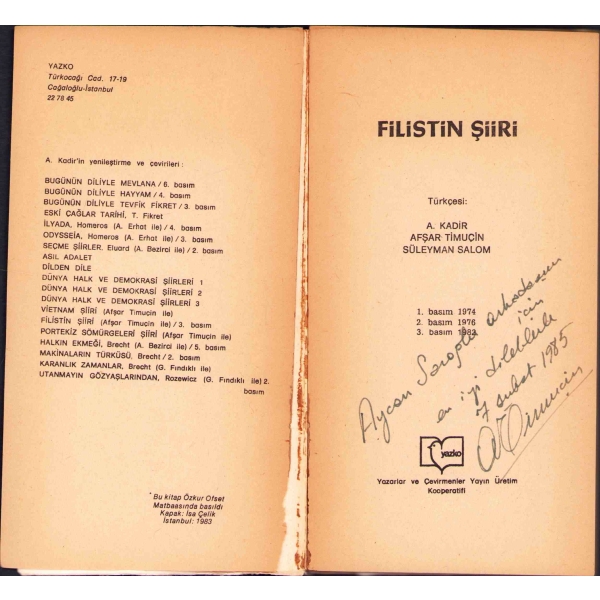 YAZKO
Türkocağı Cad. 17-19
Cağaloğlu-İstanbul
22 78 45
A. Kadir'in yenileştirme ve çevirileri :
BUGÜNÜN DİLİYLE MEVLANA/6. basım
BUGÜNÜN DİLİYLE HAYYAM/4. basım
BUGÜNÜN DİLİYLE TEVFİK FİKRET/3. basım
ESKİ ÇAĞLAR TARİHİ, T. Fikret
İLYADA, Homeros (A. Erhat ile)/4. basım
ODYSSEİA, Homeros (A. Erhat ile)/3. basım
SEÇME ŞİİRLER, Eluard (A. Bezirci ile)/2. basım
ASIL ADALET
DİLDEN DİLE
DÜNYA HALK VE DEMOKRASİ ŞİİRLERİ 1
DÜNYA HALK VE DEMOKRASİ ŞİİRLERİ 2
DÜNYA HALK VE DEMOKRASİ ŞİİRLERİ 3
VİETNAM ŞİİRİ (Afşar Timuçin ile)
FİLİSTİN ŞİİRİ (Afşar Timuçin ile)/3. basım
PORTEKİZ SÖMÜRGELERİ ŞİİRİ (Afşar Timuçin ile)
HALKIN EKMEĞİ, Brecht (A. Bezirci ile)/5. basım
MAKİNALARIN TÜRKÜSÜ, Brecht/2. basım
KARANLIK ZAMANLAR, Brecht (G. Fındıklı ile)
UTANMAYIN GÖZYAŞLARINDAN, Rozewicz (G. Fındıklı ile) 2.
basım
Bu kitap Özkur Ofset
Matbaasında basıldı
Kapak: İsa Çelik
İstanbul: 1983
FİLİSTİN ŞİİRİ
Türkçesi:
A. KADİR
AFŞAR TİMUÇİN
SÜLEYMAN SALOM
1. basım 1974
2. basım 1976
3. basım 1983
Aycan arkadaşım
için
en iyi dileklerle
7 şubat 1985
ATimuçin
yazko
Yazarlar ve Çevirmenler Yayın Üretim
Kooperatifi